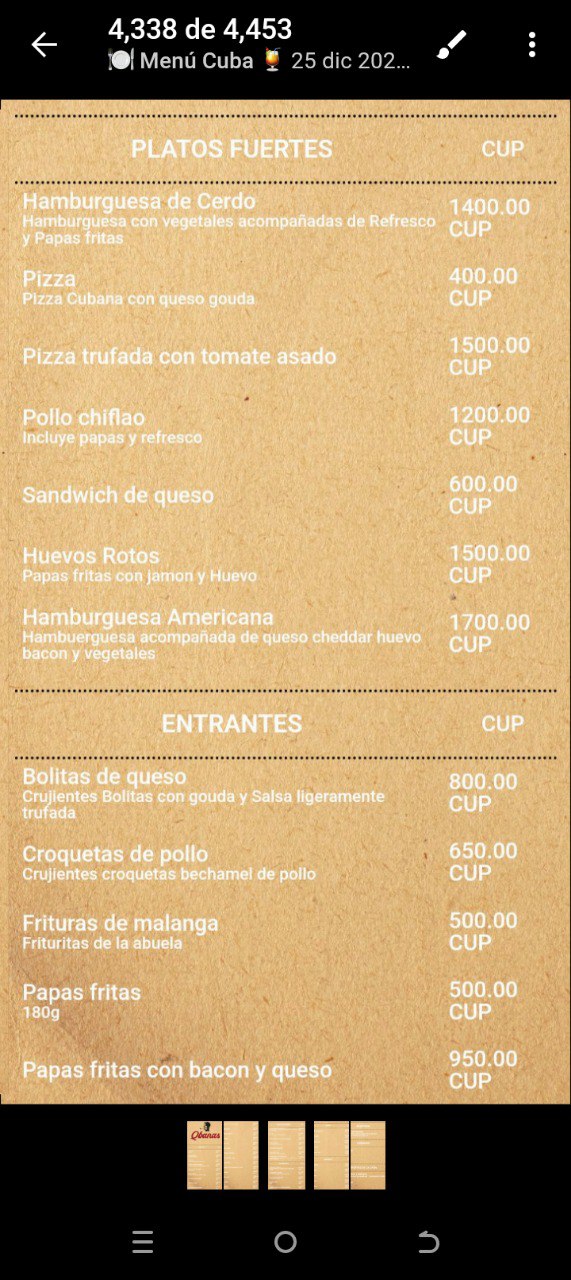 4,338 de 4,453
🍽 Menú Cuba 🍹 25 dic 202...
PLATOS FUERTES CUP
Hamburguesa de Cerdo 1400.00 CUP
Hamburguesa con vegetales acompañadas de Refresco
y Papas fritas
Pizza 400.00 CUP
Pizza Cubana con queso gouda
Pizza trufada con tomate asado 1500.00 CUP
Pollo chiflao 1200.00 CUP
Incluye papas y refresco
Sandwich de queso 600.00 CUP
Huevos Rotos 1500.00 CUP
Papas fritas con jamon y Huevo
Hamburguesa Americana 1700.00 CUP
Hambuerguesa acompañada de queso cheddar huevo
bacon y vegetales
ENTRANTES CUP
Bolitas de queso 800.00 CUP
Crujientes Bolitas con gouda y Salsa ligeramente
trufada
Croquetas de pollo 650.00 CUP
Crujientes croquetas bechamel de pollo
Frituras de malanga 500.00 CUP
Frituritas de la abuela
Papas fritas 500.00 CUP
180g
Papas fritas con bacon y queso 950.00 CUP
Qbanas